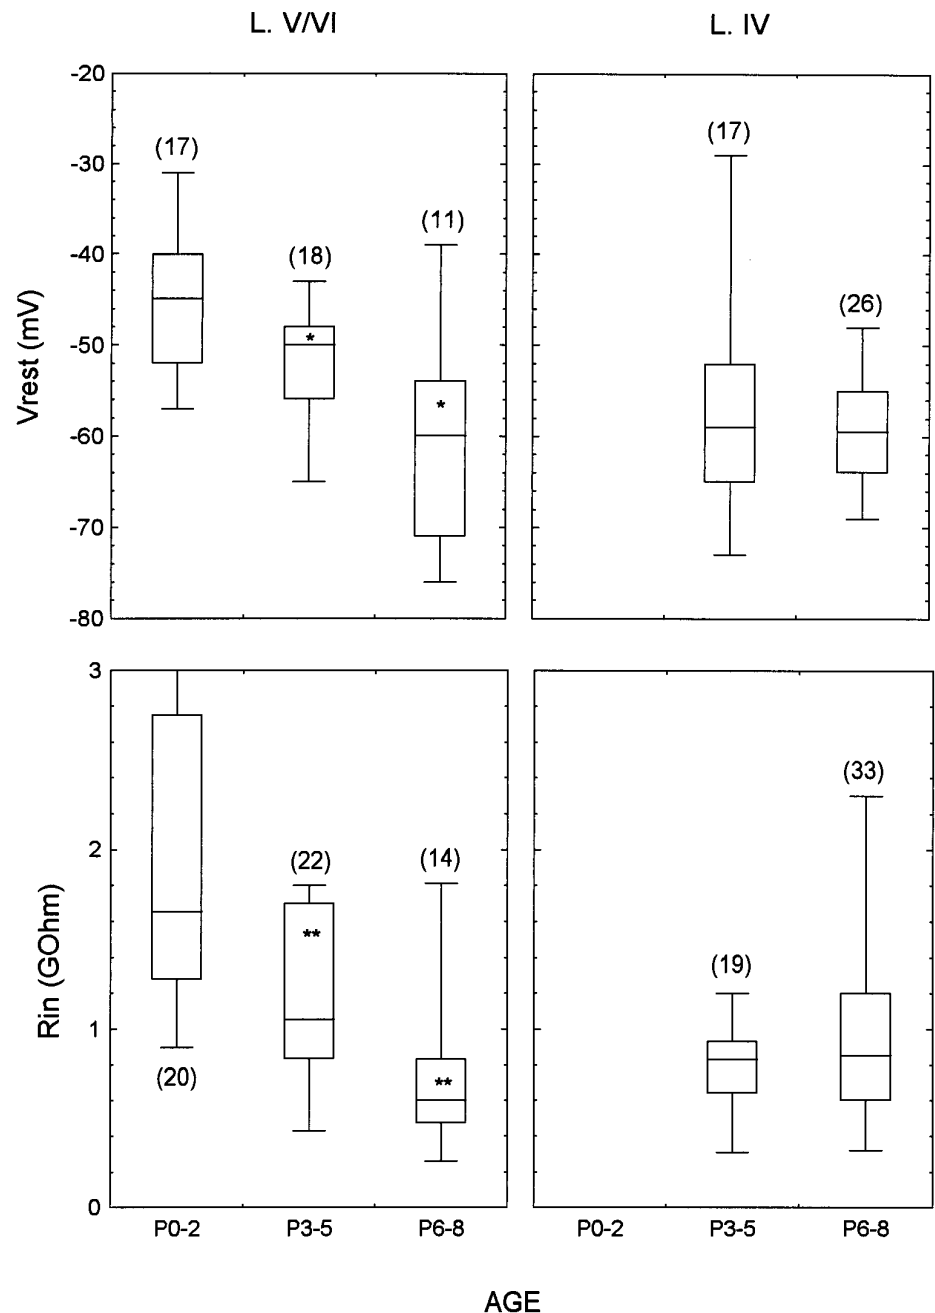 L. V/VI
L. IV
-20
-30
-40
-50
-60
-70
-80
Vrest (mV)
(17)
(18)
*
(11)
*
(17)
(26)
3
2
1
0
Rin (GOhm)
(20)
(22)
**
(14)
**
(19)
(33)
P0-2
P3-5
P6-8
P0-2
P3-5
P6-8
AGE